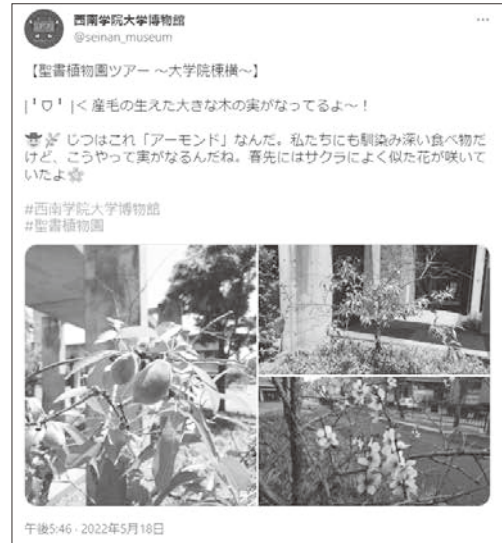 西南学院大学博物館
@seinan_museum
【聖書植物園ツアー ～大学院棟横～】
|╹ロ╹|< 産毛の生えた大きな木の実がなってるよ～！
じつはこれ「アーモンド」なんだ。私たちにも馴染み深い食べ物だ
けど、こうやって実がなるんだね。春先にはサクラによく似た花が咲いて
いたよ
#西南学院大学博物館
#聖書植物園
午後5:46 · 2022年5月18日